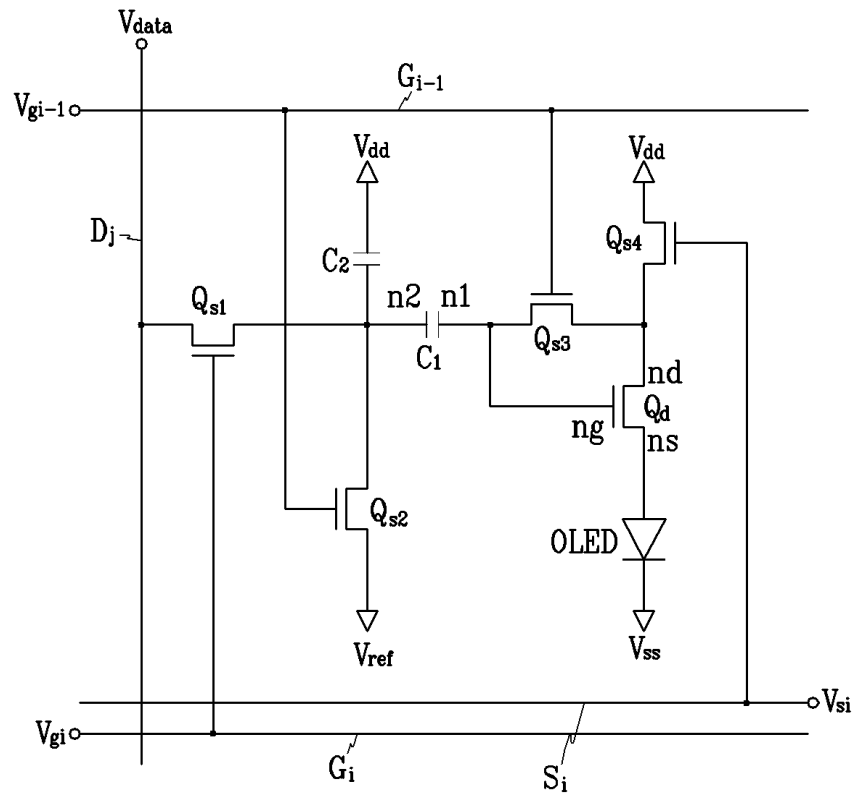 Vdata
Gi-1
Vgi-1
Vdd
Vdd
Dj
Qs4
C2
Qs1
n2
n1
C1
Qs3
nd
Qd
ng
ns
Qs2
OLED
Vref
Vss
Vsi
Vgi
Gi
Si